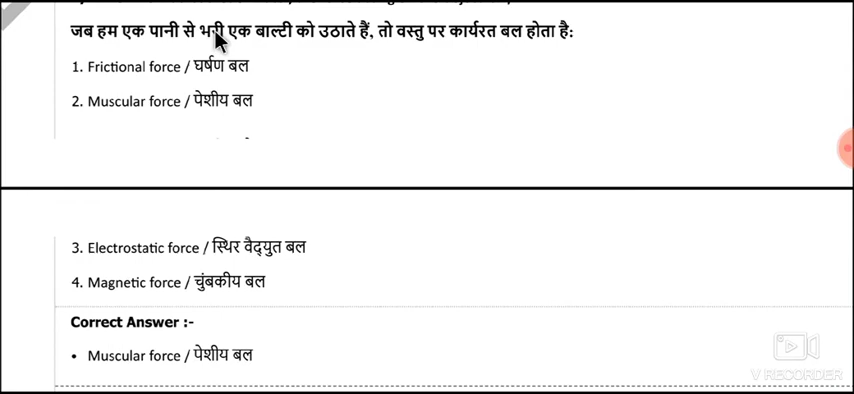 जब हम एक पानी से भरी एक बाल्टी को उठाते हैं, तो वस्तु पर कार्यरत बल होता है:
1. Frictional force / घर्षण बल
2. Muscular force / पेशीय बल
3. Electrostatic force / स्थिर वैद्युत बल
4. Magnetic force / चुंबकीय बल
Correct Answer :-
• Muscular force / पेशीय बल
V RECORDER